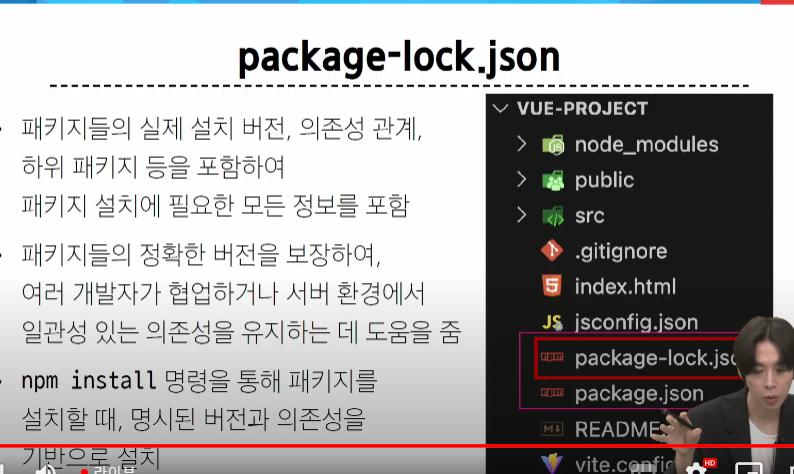 package-lock.json
패키지들의 실제 설치 버전, 의존성 관계,
하위 패키지 등을 포함하여
패키지 설치에 필요한 모든 정보를 포함
패키지들의 정확한 버전을 보장하여,
여러 개발자가 협업하거나 서버 환경에서
일관성 있는 의존성을 유지하는 데 도움을 줌
npm install 명령을 통해 패키지를
설치할 때, 명시된 버전과 의존성을
기반으로 설치
VUE-PROJECT
node_modules
public
src
.gitignore
index.html
JS jsconfig.json
npm package-lock.js
npm package.json
M README
vite.config
라이브
HD